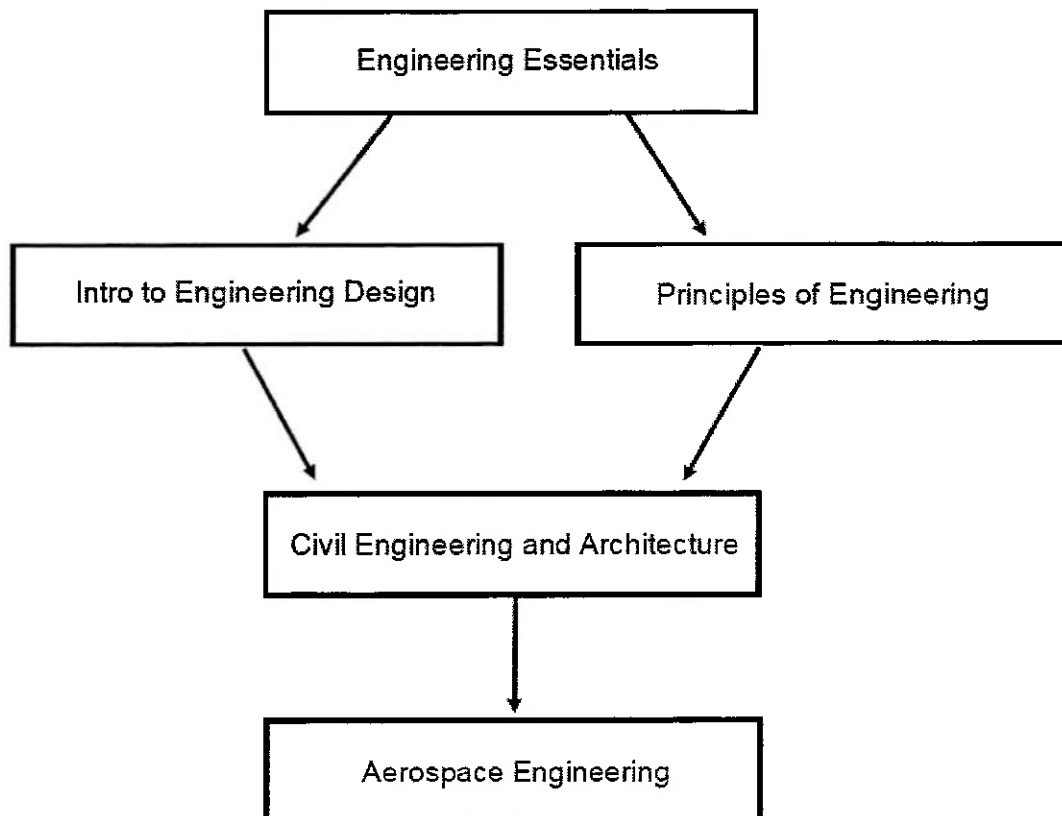 Engineering Essentials
Intro to Engineering Design
Principles of Engineering
Civil Engineering and Architecture
Aerospace Engineering